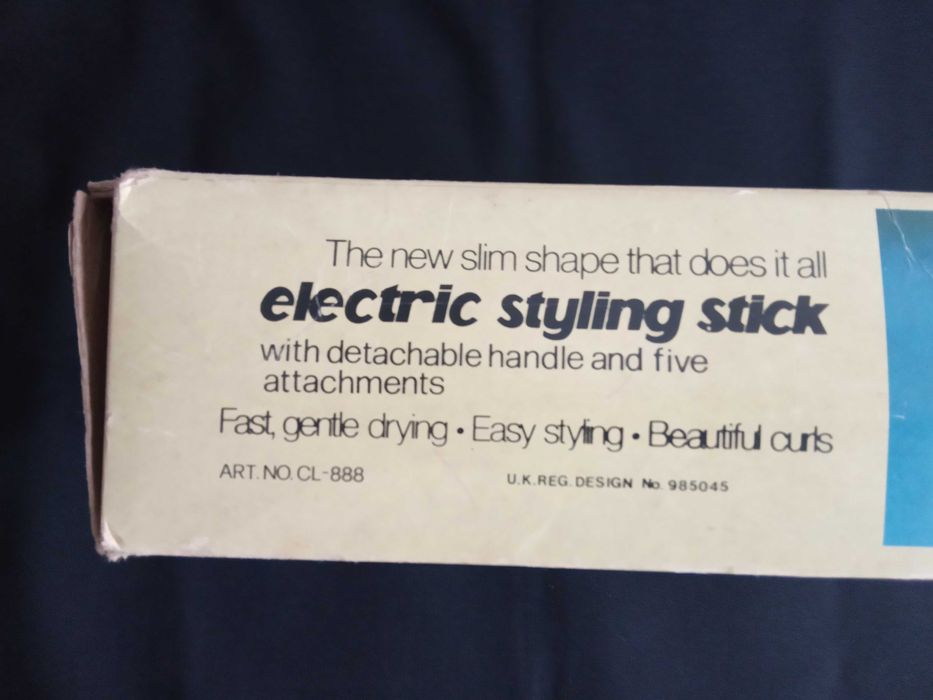 The new slim shape that does it all
electric styling stick
with detachable handle and five
attachments
Fast, gentle drying • Easy styling • Beautiful curls
ART. NO. CL-888
U.K. REG. DESIGN No. 985045